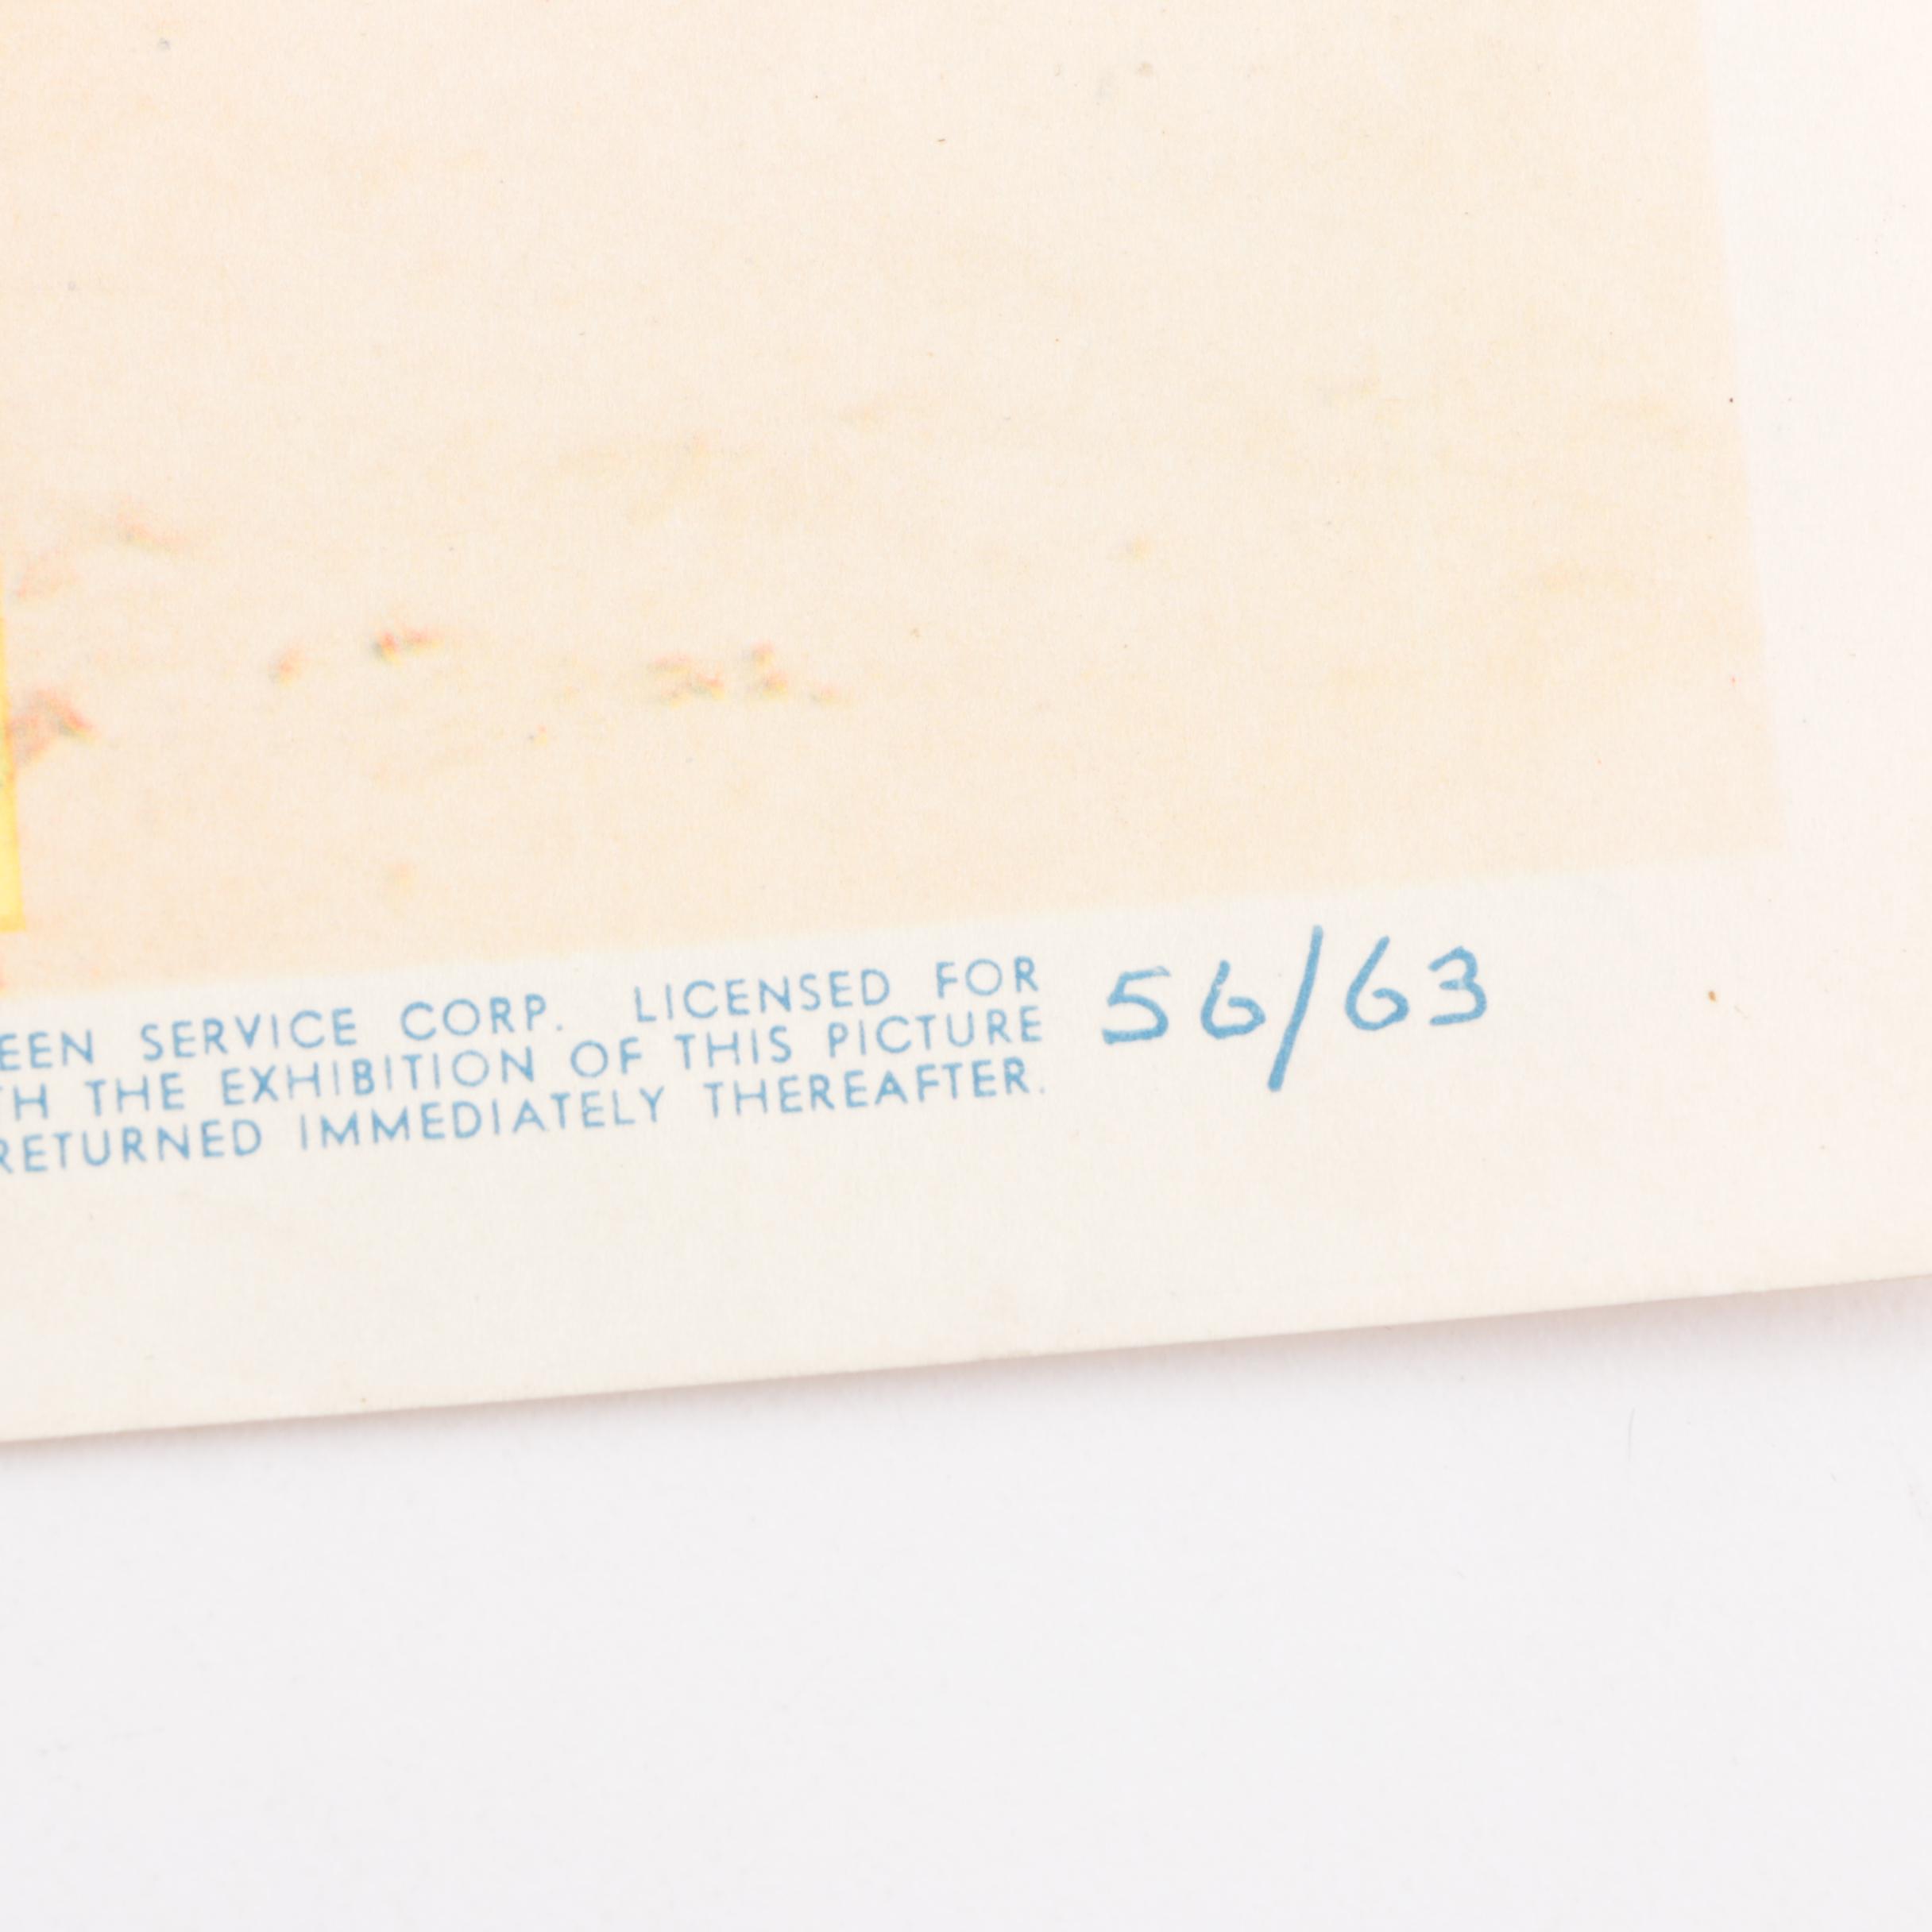 EEN SERVICE CORP. LICENSED FOR 56/63
TH THE EXHIBITION OF THIS PICTURE
RETURNED IMMEDIATELY THEREAFTER.